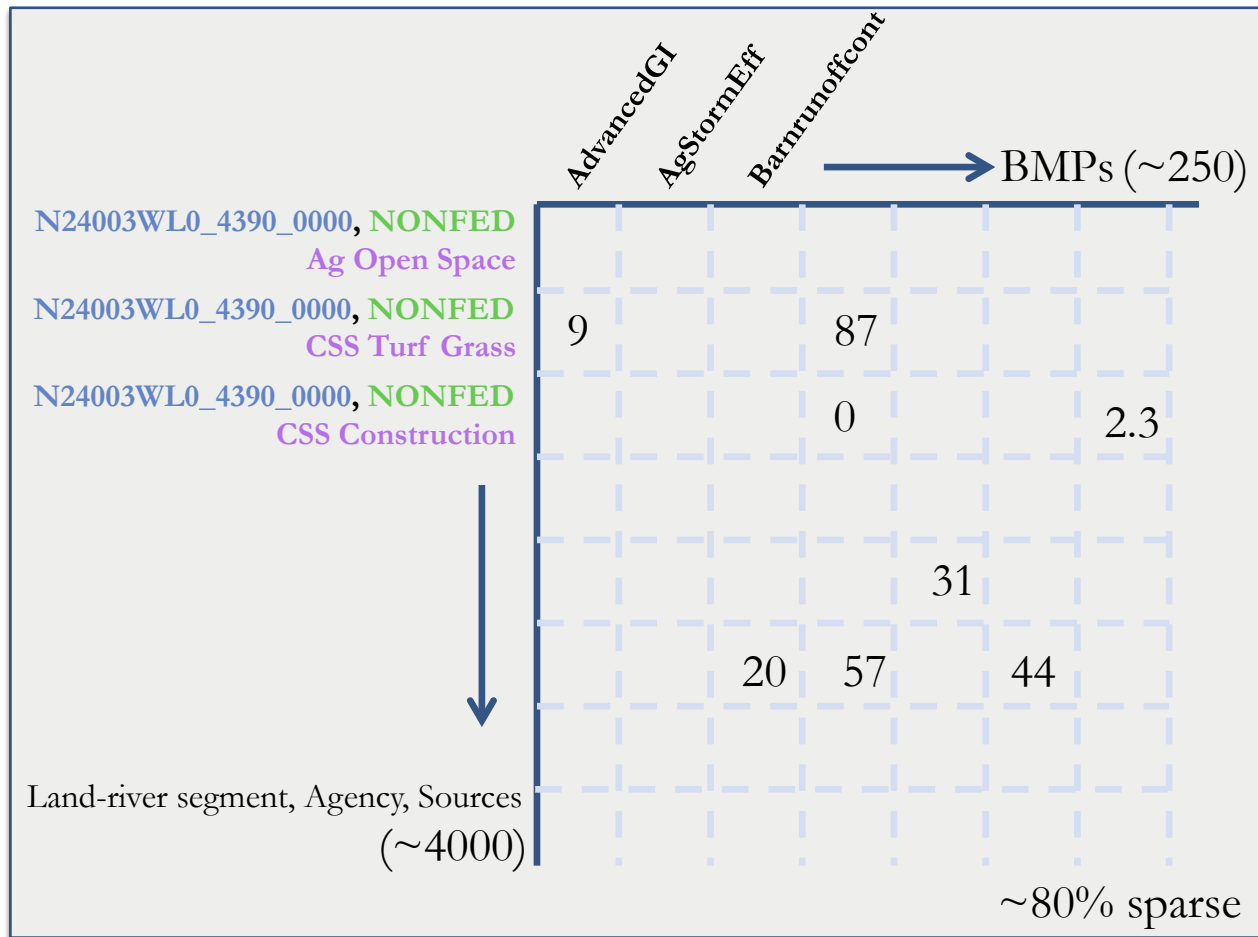 AdvancedGI
AgStormEff
Barnrunoffcont
BMPs (~250)
N24003WL0_4390_0000, NONFED
Ag Open Space
N24003WL0_4390_0000, NONFED
CSS Turf Grass
9 87
N24003WL0_4390_0000, NONFED
CSS Construction
0 2.3
31
20 57 44
Land-river segment, Agency, Sources
(~4000)
~80% sparse